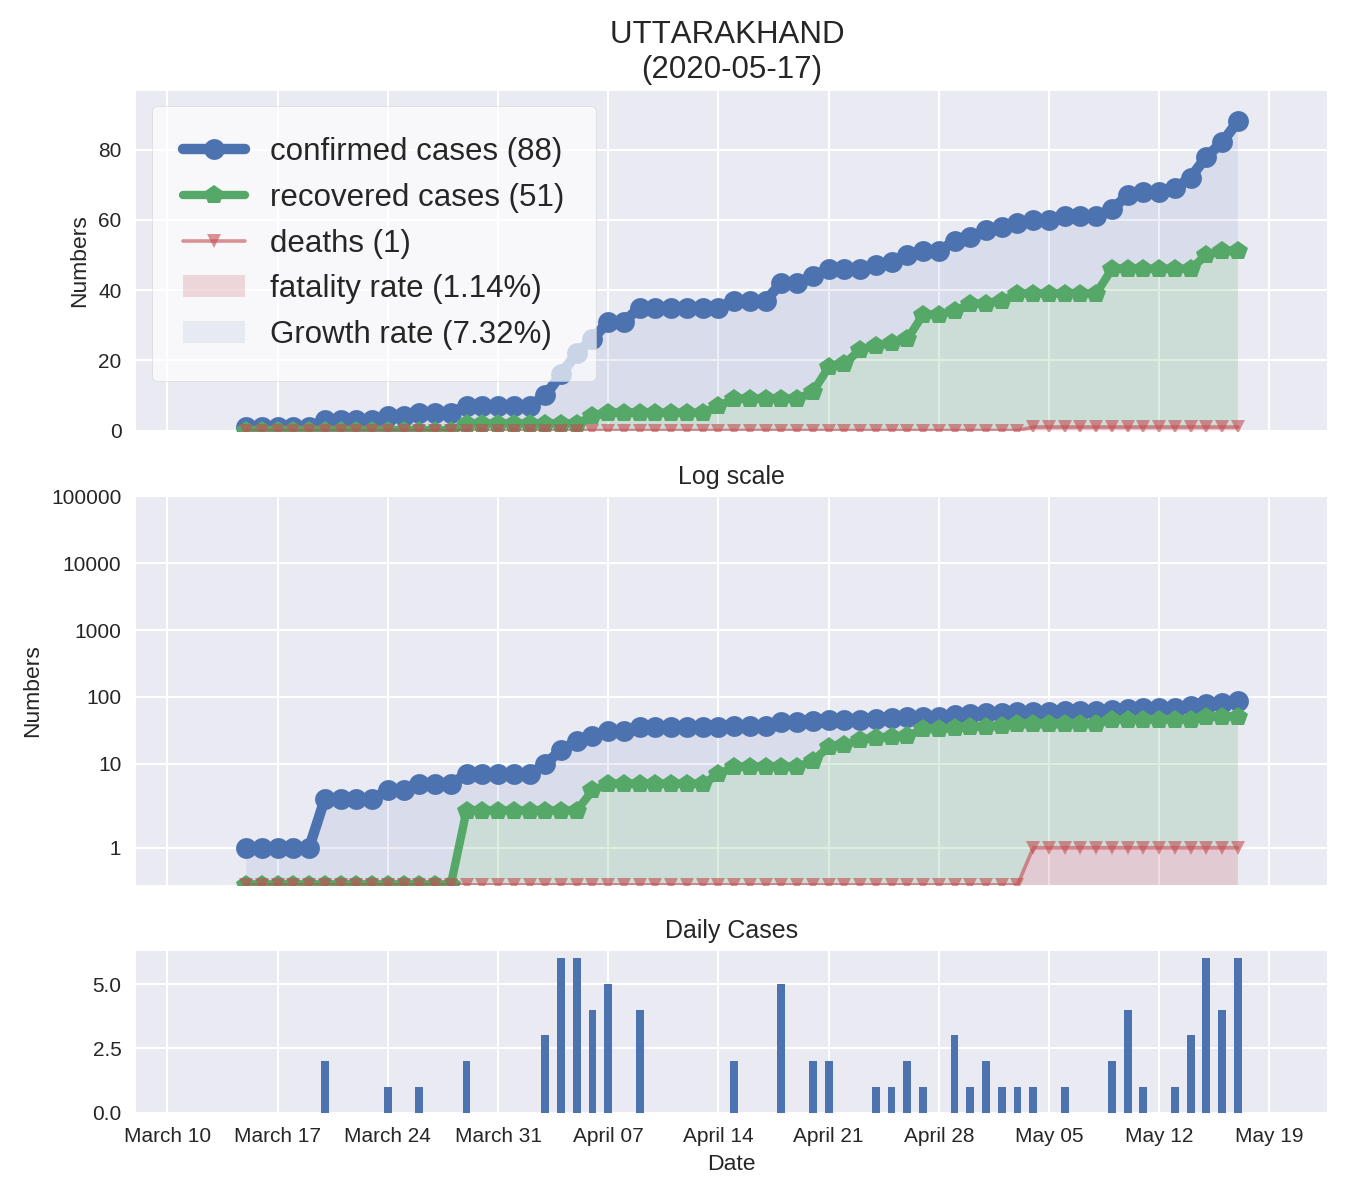 UTTARAKHAND
(2020-05-17)
confirmed cases (88)
recovered cases (51)
deaths (1)
fatality rate (1.14%)
Growth rate (7.32%)
Numbers
80
60
40
20
0
Log scale
Numbers
100000
10000
1000
100
10
1
Daily Cases
5.0
2.5
0.0
March 10 March 17 March 24 March 31 April 07 April 14 April 21 April 28 May 05 May 12 May 19
Date